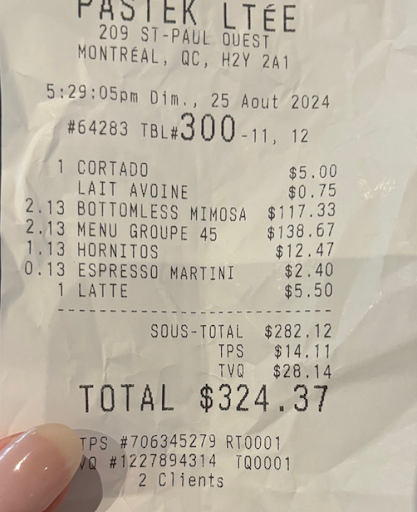 PASTEK LTÉE
209 ST-PAUL OUEST
MONTRÉAL, QC, H2Y 2A1
5:29:05pm Dim., 25 Aout 2024
#64283 TBL#300-11, 12
1 CORTADO $5.00
LAIT AVOINE $0.75
2.13 BOTTOMLESS MIMOSA $117.33
2.13 MENU GROUPE 45 $138.67
1.13 HORNITOS $12.47
0.13 ESPRESSO MARTINI $2.40
1 LATTE $5.50
SOUS-TOTAL $282.12
TPS $14.11
TVQ $28.14
TOTAL $324.37
TPS #706345279 RT0001
VQ #1227894314 TQ0001
2 Clients